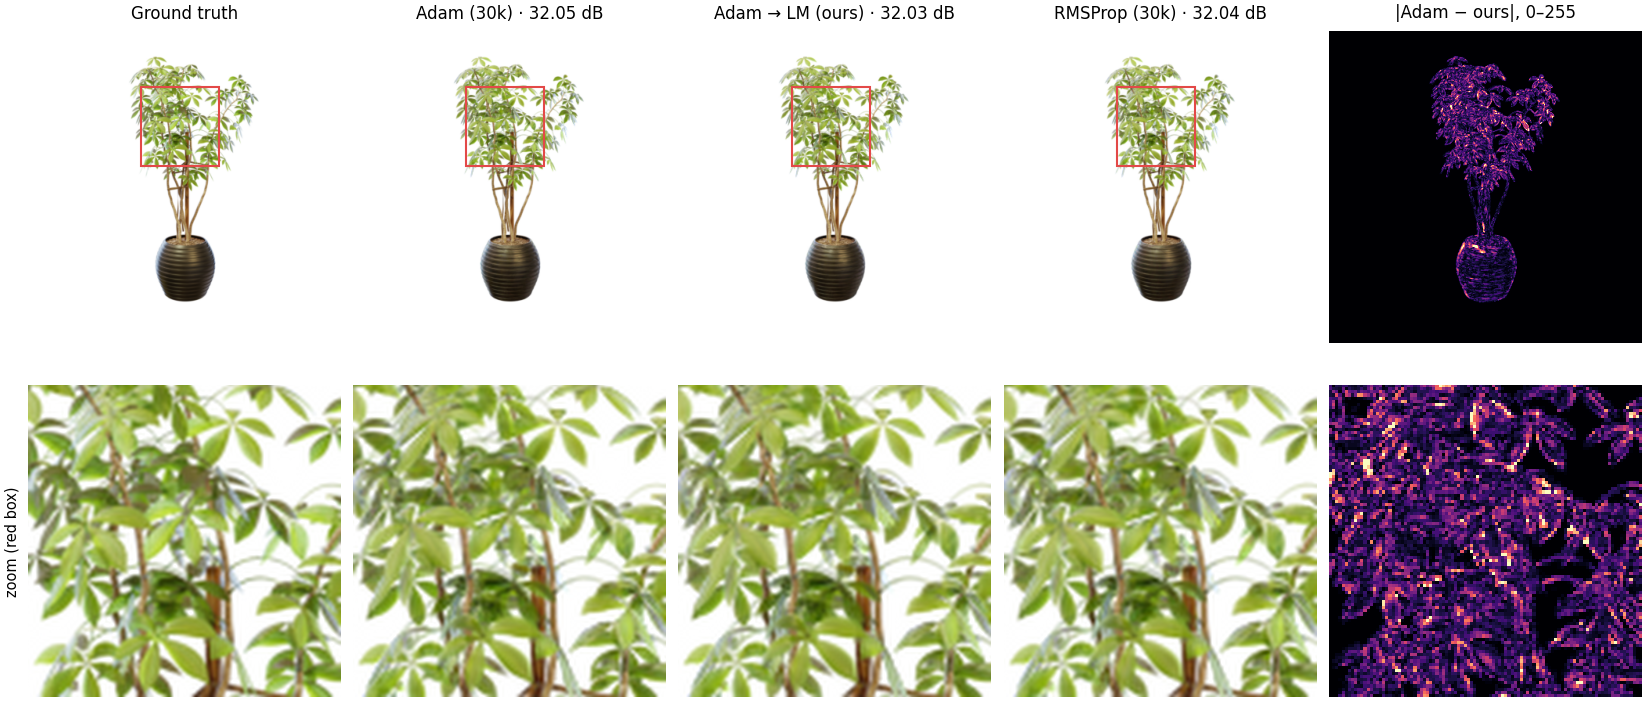 Ground truth
Adam (30k) · 32.05 dB
Adam → LM (ours) · 32.03 dB
RMSProp (30k) · 32.04 dB
|Adam − ours|, 0–255
zoom (red box)